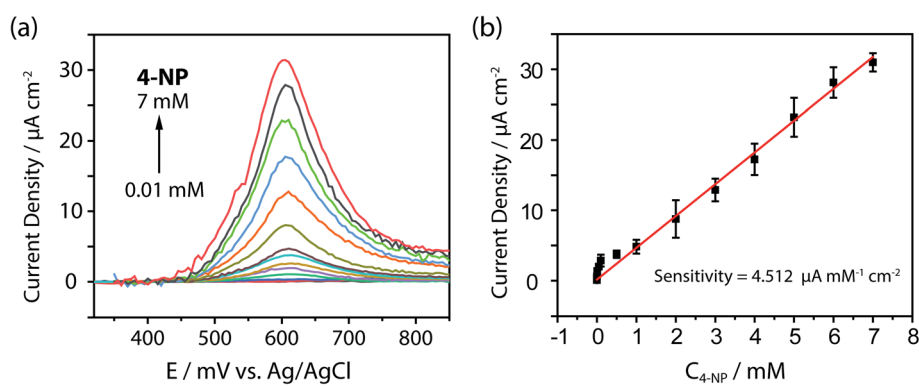 (a)
Current Density / µA cm⁻²
30
20
10
0
4-NP
7 mM
0.01 mM
400 500 600 700 800
E / mV vs. Ag/AgCl
(b)
Current Density / µA cm⁻²
30
20
10
0
Sensitivity = 4.512 µA mM⁻¹ cm⁻²
-1 0 1 2 3 4 5 6 7 8
C₄₋NP / mM